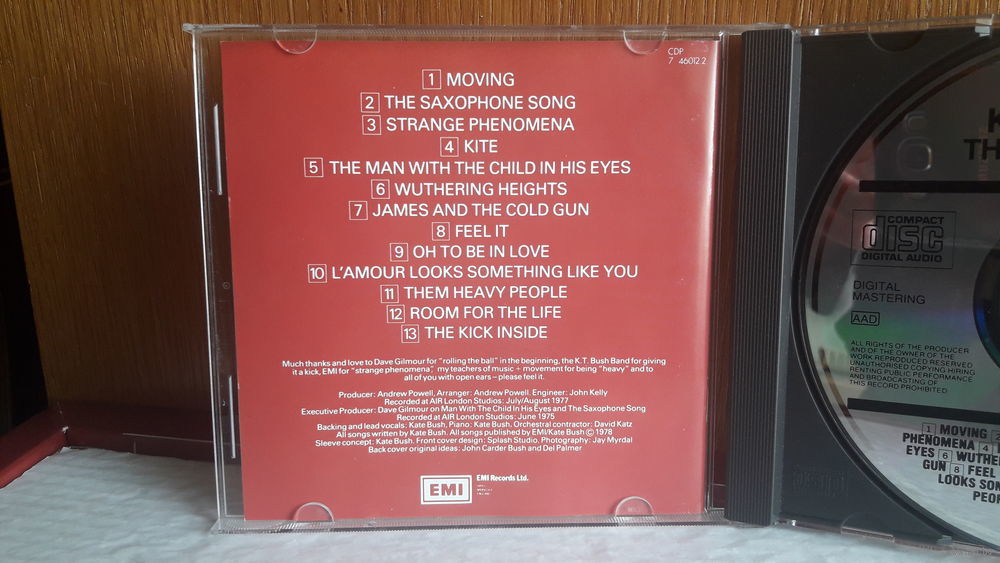 CDP
7 46012 2
1 MOVING
2 THE SAXOPHONE SONG
3 STRANGE PHENOMENA
4 KITE
5 THE MAN WITH THE CHILD IN HIS EYES
6 WUTHERING HEIGHTS
7 JAMES AND THE COLD GUN
8 FEEL IT
9 OH TO BE IN LOVE
10 L'AMOUR LOOKS SOMETHING LIKE YOU
11 THEM HEAVY PEOPLE
12 ROOM FOR THE LIFE
13 THE KICK INSIDE
Much thanks and love to Dave Gilmour for "rolling the ball" in the beginning, the K.T. Bush Band for giving
it a kick, EMI for "strange phenomena", my teachers of music + movement for being "heavy" and to
all of you with open ears – please feel it.
Producer: Andrew Powell, Arranger: Andrew Powell, Engineer: John Kelly
Recorded at AIR London Studios: July/August 1977
Executive Producer: Dave Gilmour on Man With The Child In His Eyes and The Saxophone Song
Recorded at AIR London Studios: June 1975
Backing and lead vocals: Kate Bush, Piano: Kate Bush, Orchestral contractor: David Katz
All songs written by Kate Bush. All songs published by EMI/Kate Bush © 1978
Sleeve concept: Kate Bush. Front cover design: Splash Studio, Photography: Jay Myrdal
Back cover original ideas: John Carder Bush and Del Palmer
EMI
EMI Records Ltd.
K
TH
COMPACT
disc
DIGITAL AUDIO
DIGITAL
MASTERING
AAD
ALL RIGHTS OF THE PRODUCER
AND OF THE OWNER OF THE
WORK REPRODUCED RESERVED
UNAUTHORISED COPYING HIRING
RENTING PUBLIC PERFORMANCE
AND BROADCASTING OF
THIS RECORD PROHIBITED
1 MOVING
PHENOMENA 4
EYES 6 WUTHE
GUN 8 FEEL
LOOKS SOM
PEOP